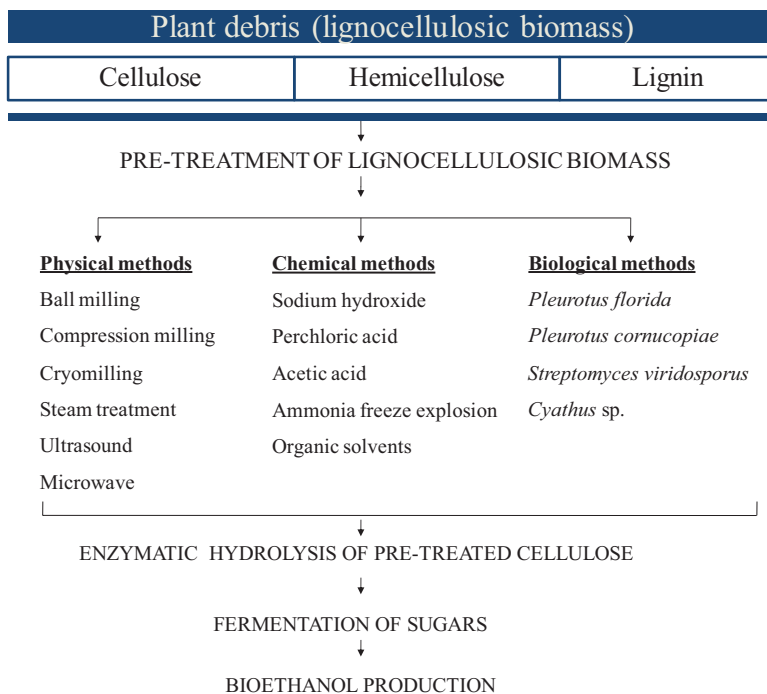 Plant debris (lignocellulosic biomass)
Cellulose
Hemicellulose
Lignin
PRE-TREATMENT OF LIGNOCELLULOSIC BIOMASS
Physical methods
Ball milling
Compression milling
Cryomilling
Steam treatment
Ultrasound
Microwave
Chemical methods
Sodium hydroxide
Perchloric acid
Acetic acid
Ammonia freeze explosion
Organic solvents
Biological methods
Pleurotus florida
Pleurotus cornucopiae
Streptomyces viridosporus
Cyathus sp.
ENZYMATIC HYDROLYSIS OF PRE-TREATED CELLULOSE
FERMENTATION OF SUGARS
BIOETHANOL PRODUCTION